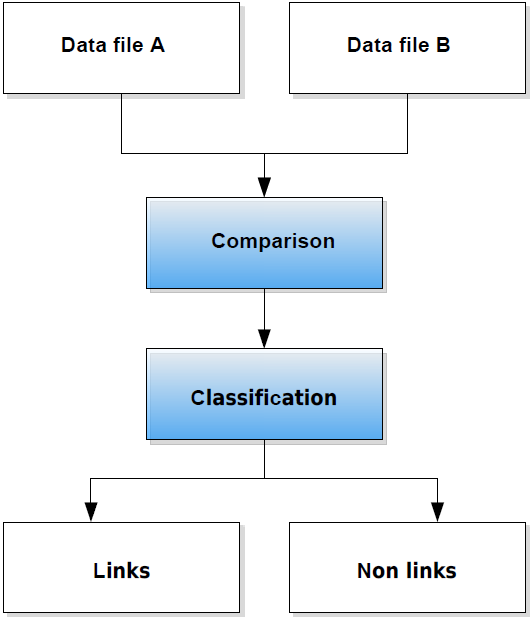 Data file A
Data file B
Comparison
Classification
Links
Non links